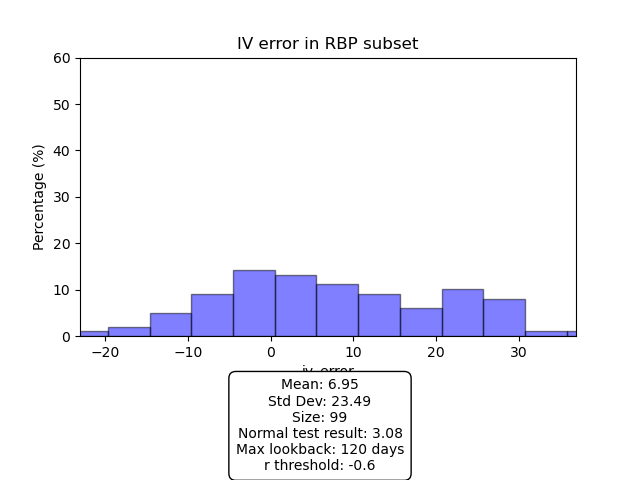 IV error in RBP subset
Percentage (%)
60
50
40
30
20
10
0
−20
−10
0
10
20
30
iv_error
Mean: 6.95
Std Dev: 23.49
Size: 99
Normal test result: 3.08
Max lookback: 120 days
r threshold: -0.6